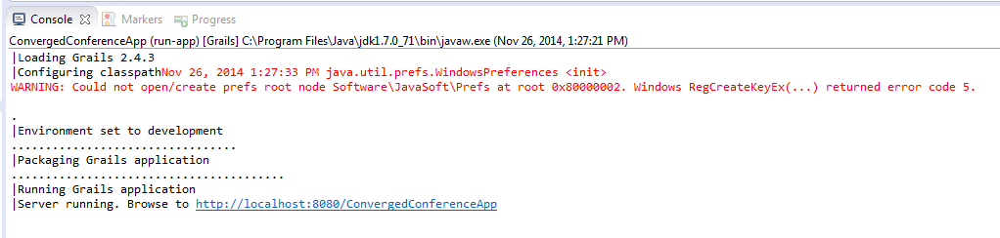 Console Markers Progress
ConvergedConferenceApp (run-app) [Grails] C:\Program Files\Java\jdk1.7.0_71\bin\javaw.exe (Nov 26, 2014, 1:27:21 PM)
|Loading Grails 2.4.3
|Configuring classpathNov 26, 2014 1:27:33 PM java.util.prefs.WindowsPreferences <init>
WARNING: Could not open/create prefs root node Software\JavaSoft\Prefs at root 0x80000002. Windows RegCreateKeyEx(...) returned error code 5.
.
|Environment set to development
.................................
|Packaging Grails application
........................................
|Running Grails application
|Server running. Browse to http://localhost:8080/ConvergedConferenceApp